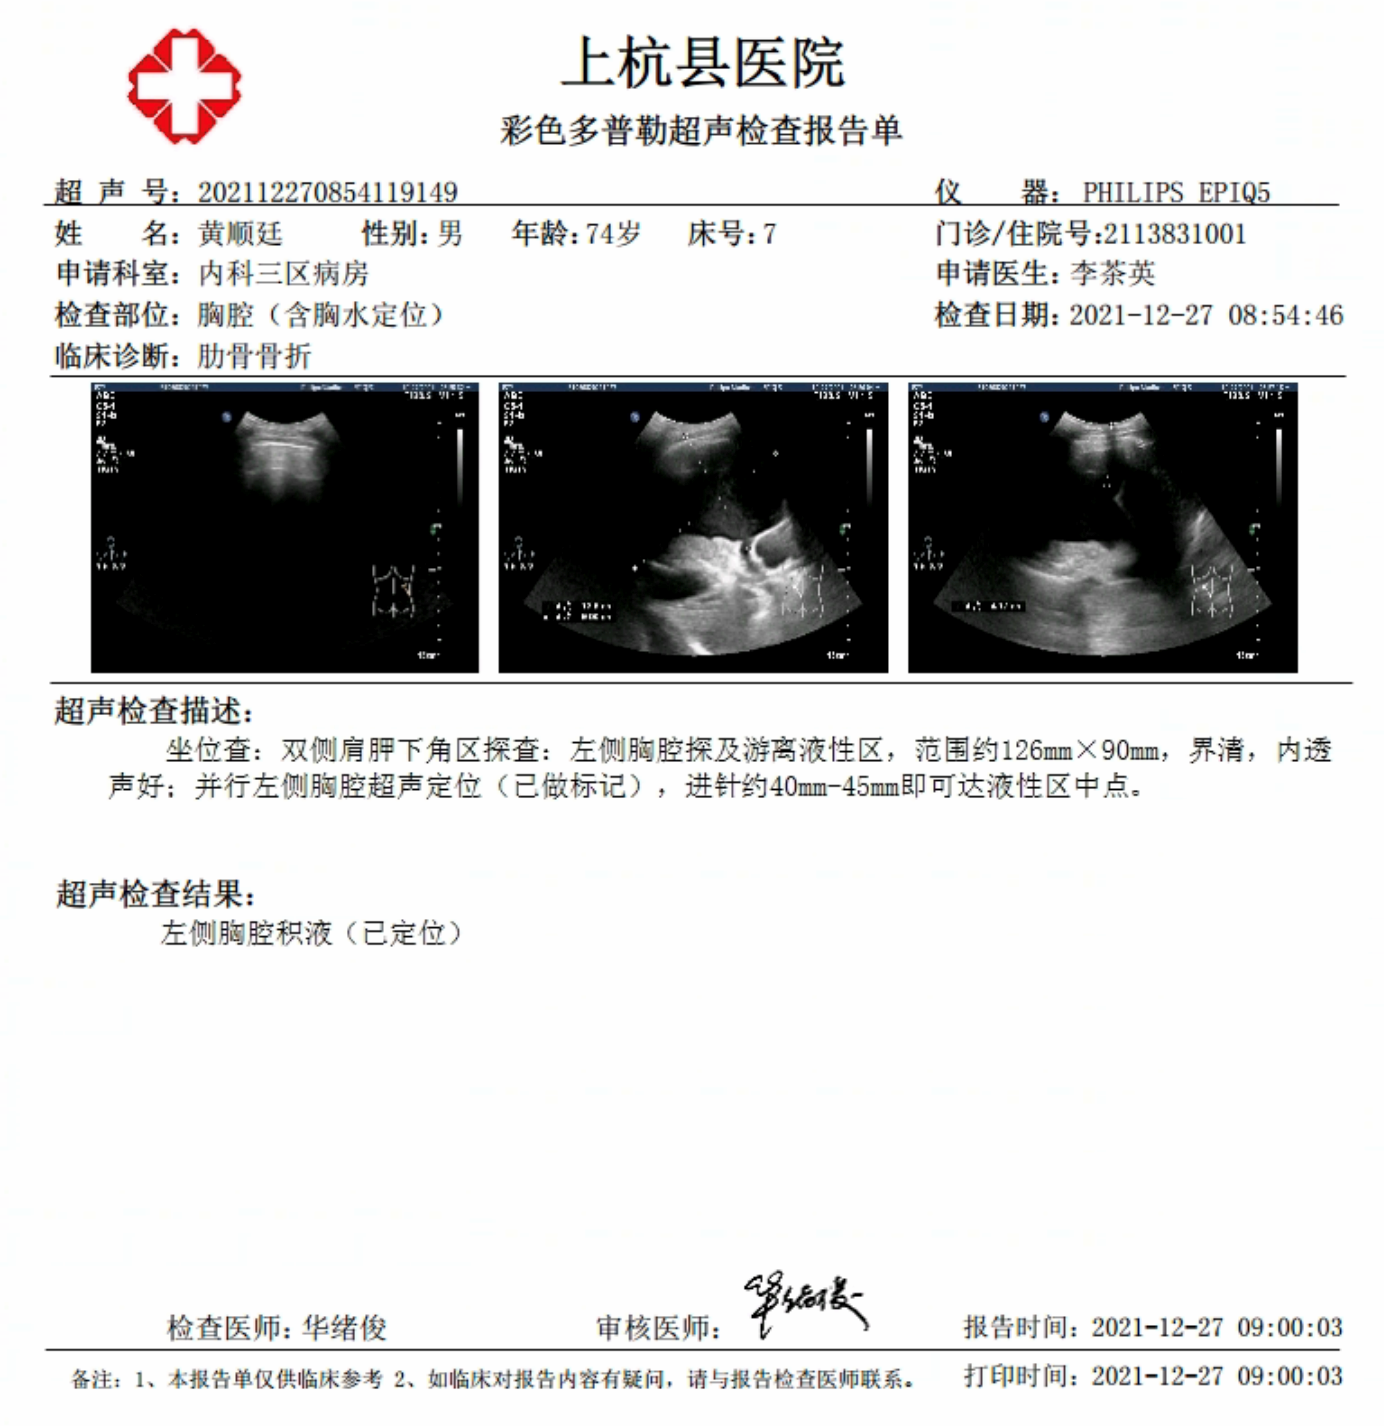 上杭县医院
彩色多普勒超声检查报告单
超 声 号：202112270854119149 仪 器：PHILIPS EPIQ5
姓 名：黄顺廷 性别：男 年龄：74岁 床号：7 门诊/住院号：2113831001
申请科室：内科三区病房 申请医生：李茶英
检查部位：胸腔（含胸水定位） 检查日期：2021-12-27 08:54:46
临床诊断：肋骨骨折
超声检查描述：
坐位查：双侧肩胛下角区探查：左侧胸腔探及游离液性区，范围约126mm×90mm，界清，内透
声好；并行左侧胸腔超声定位（已做标记），进针约40mm-45mm即可达液性区中点。
超声检查结果：
左侧胸腔积液（已定位）
检查医师：华绪俊 审核医师： 报告时间：2021-12-27 09:00:03
备注：1、本报告单仅供临床参考 2、如临床对报告内容有疑问，请与报告检查医师联系。 打印时间：2021-12-27 09:00:03